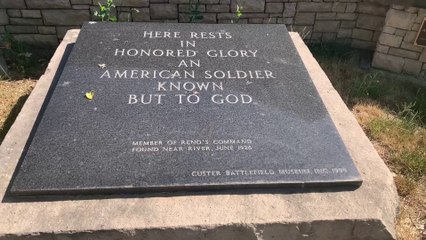 HERE RESTS
IN
HONORED GLORY
AN
AMERICAN SOLDIER
KNOWN
BUT TO GOD
MEMBER OF RENO'S COMMAND
FOUND NEAR RIVER, JUNE 1926
CUSTER BATTLEFIELD MUSEUM, INC. 1995